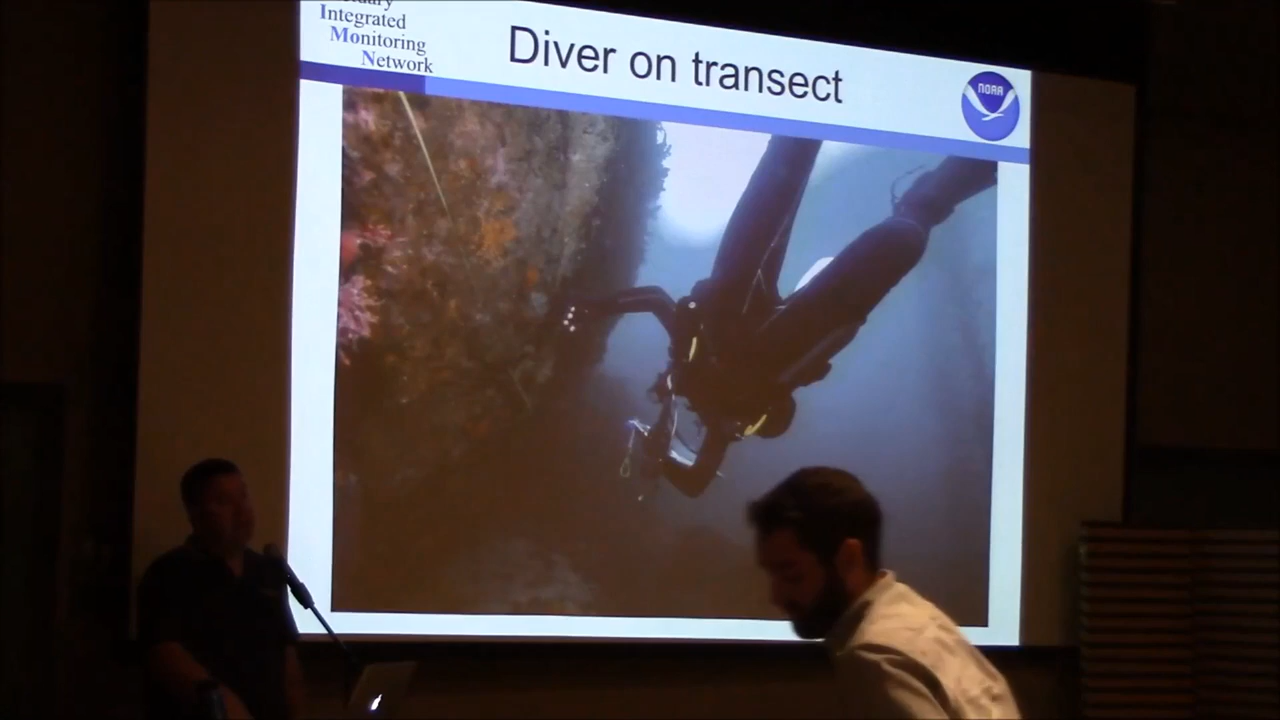 Integrated
Monitoring
Network
Diver on transect
NOAA